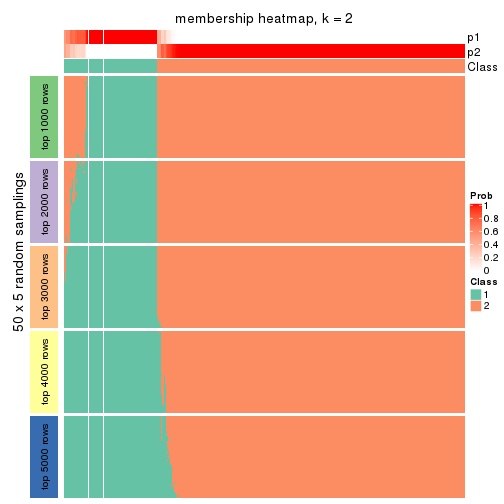 membership heatmap, k = 2
p1
p2
Class
50 x 5 random samplings
top 1000 rows
top 2000 rows
top 3000 rows
top 4000 rows
top 5000 rows
Prob
1
0.8
0.6
0.4
0.2
0
Class
1
2